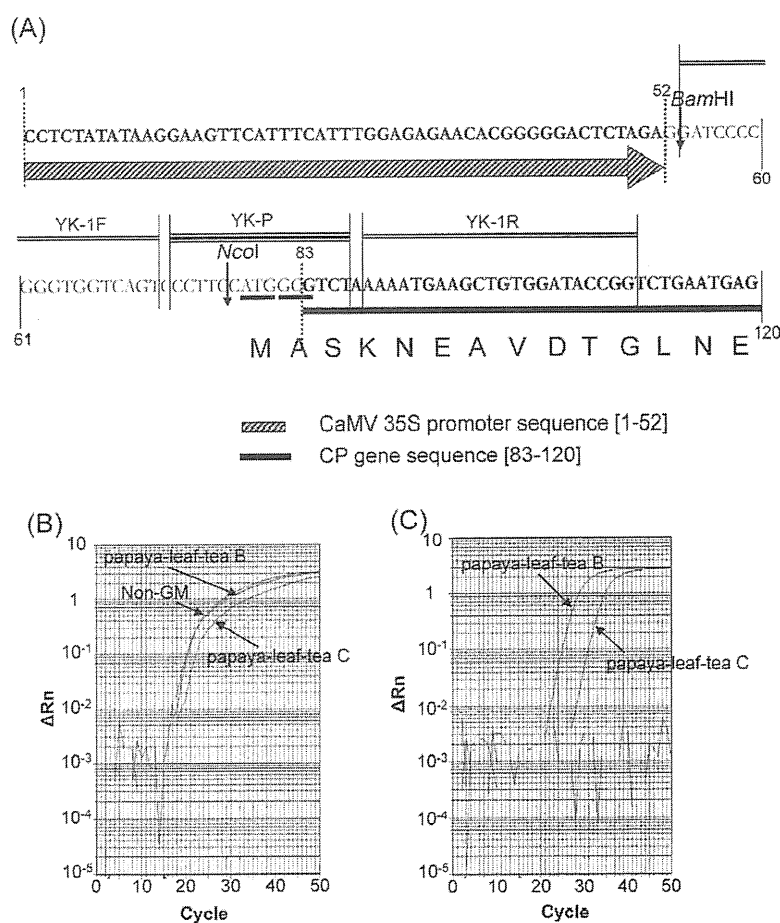 (A)
1
52
BamHI
CCTCTATATAAGGAAGTTCATTTCATTTGGAGAGAACACGGGGGACTCTAGAGGATCCCC
60
YK-1F
YK-P
YK-1R
NcoI
83
GGGTGGTCAGTCCCTTCCATGGCGTCTAAAAATGAAGCTGTGGATACCGGTCTGAATGAG
61
120
M A S K N E A V D T G L N E
CaMV 35S promoter sequence [1-52]
CP gene sequence [83-120]
(B)
10
1
10-1
10-2
10-3
10-4
10-5
ΔRn
papaya-leaf-tea B
Non-GM
papaya-leaf-tea C
0 10 20 30 40 50
Cycle
(C)
10
1
10-1
10-2
10-3
10-4
10-5
ΔRn
papaya-leaf-tea B
papaya-leaf-tea C
0 10 20 30 40 50
Cycle